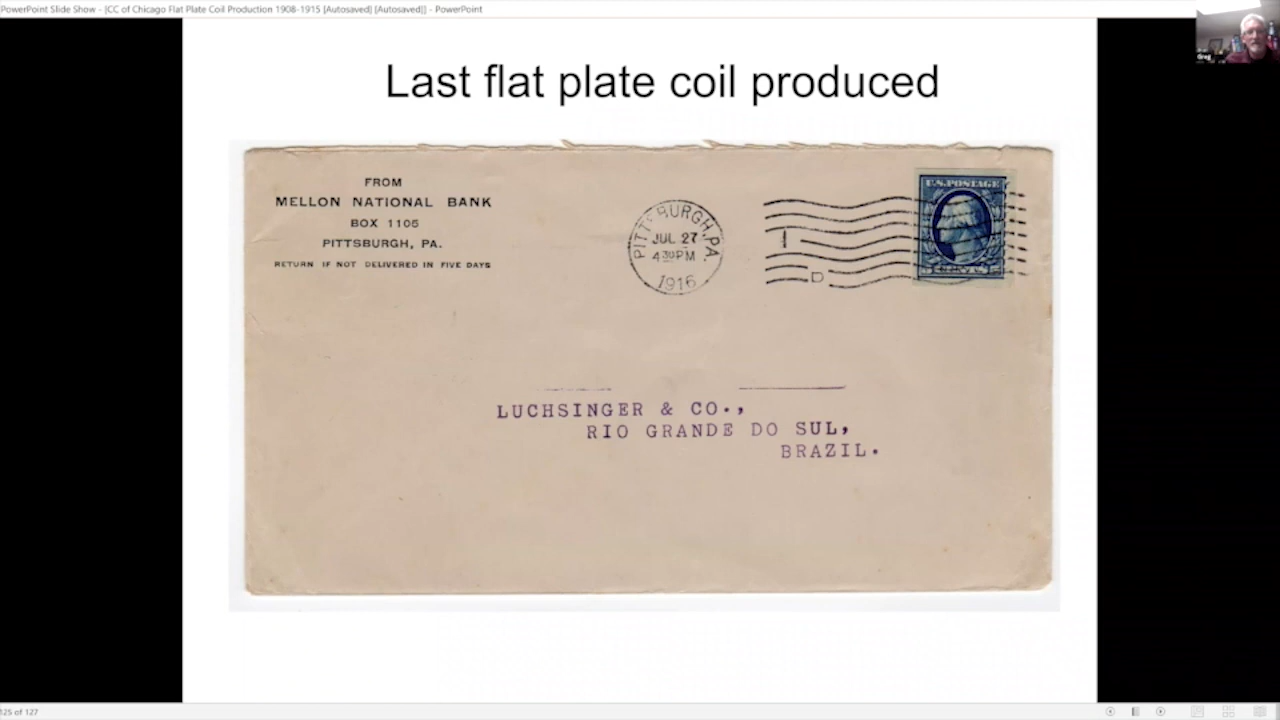 PowerPoint Slide Show - [CC of Chicago Flat Plate Coil Production 1908-1915 [Autosaved] [Autosaved]] - PowerPoint
Greg
Last flat plate coil produced
FROM
MELLON NATIONAL BANK
BOX 1105
PITTSBURGH, PA.
RETURN IF NOT DELIVERED IN FIVE DAYS
PITTSBURGH, PA.
JUL 27
4 30 PM
1916
D
U.S. POSTAGE
LUCHSINGER & CO.,
RIO GRANDE DO SUL,
BRAZIL.
125 of 127